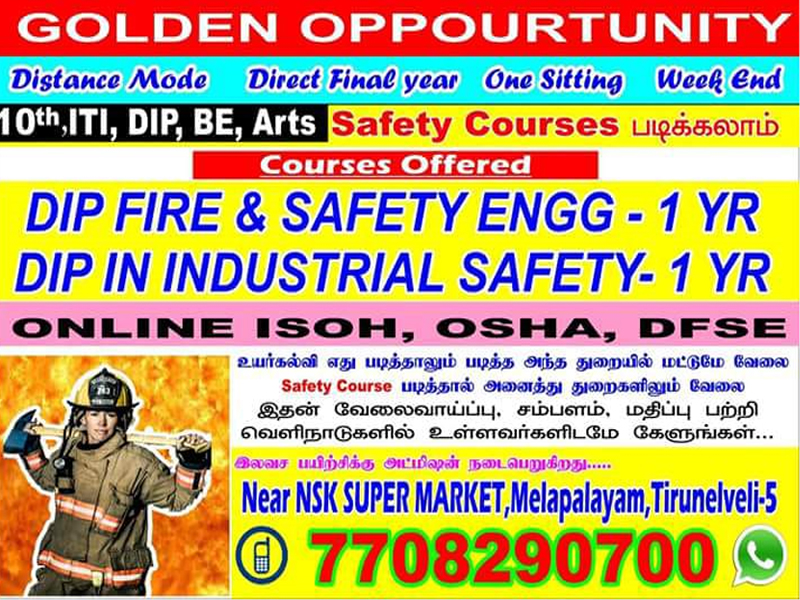 GOLDEN OPPOURTUNITY
Distance Mode Direct Final year One Sitting Week End
10th,ITI, DIP, BE, Arts Safety Courses படிக்கலாம்
Courses Offered
DIP FIRE & SAFETY ENGG - 1 YR
DIP IN INDUSTRIAL SAFETY- 1 YR
ONLINE ISOH, OSHA, DFSE
உயர்கல்வி எது படித்தாலும் படித்த அந்த துறையில் மட்டுமே வேலை
Safety Course படித்தால் அனைத்து துறைகளிலும் வேலை
இதன் வேலைவாய்ப்பு, சம்பளம், மதிப்பு பற்றி
வெளிநாடுகளில் உள்ளவர்களிடமே கேளுங்கள்...
இலவச பயிற்சிக்கு அட்மிஷன் நடைபெறுகிறது.....
Near NSK SUPER MARKET,Melapalayam,Tirunelveli-5
7708290700